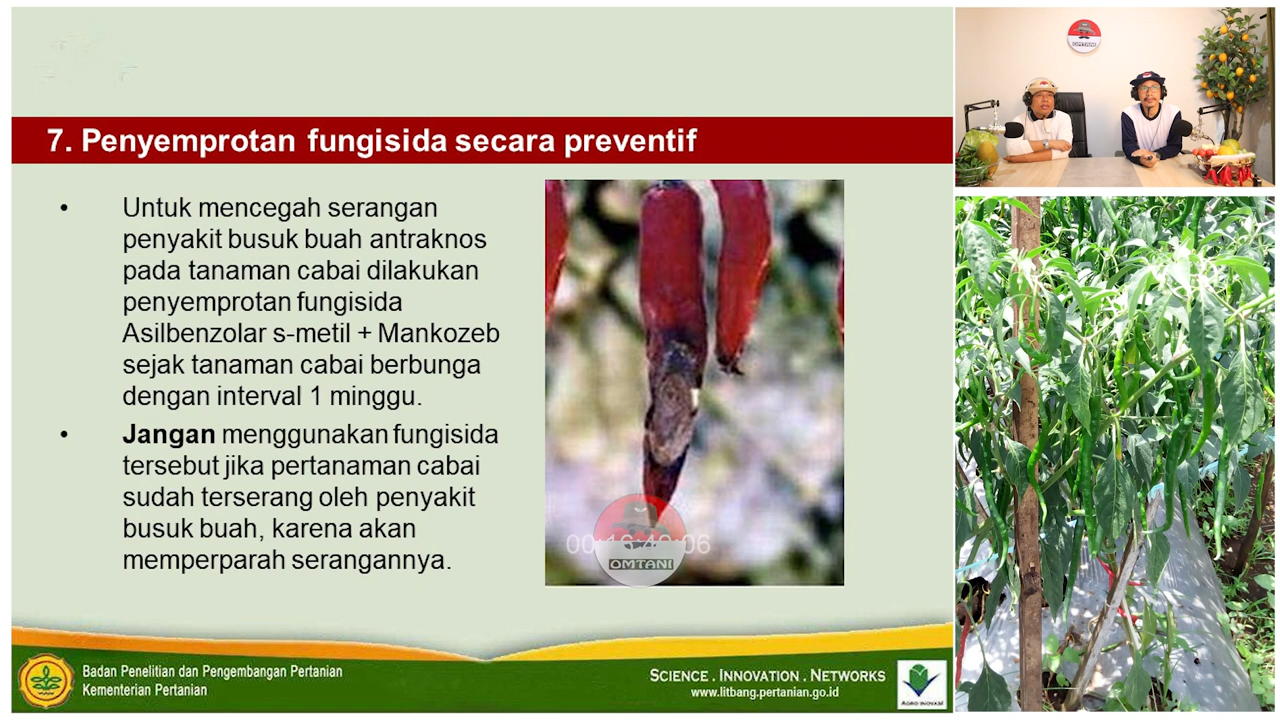 7. Penyemprotan fungisida secara preventif
• Untuk mencegah serangan
penyakit busuk buah antraknos
pada tanaman cabai dilakukan
penyemprotan fungisida
Asilbenzolar s-metil + Mankozeb
sejak tanaman cabai berbunga
dengan interval 1 minggu.
• Jangan menggunakan fungisida
tersebut jika pertanaman cabai
sudah terserang oleh penyakit
busuk buah, karena akan
memperparah serangannya.
OMTANI
OMTANI
Badan Penelitian dan Pengembangan Pertanian
Kementerian Pertanian
SCIENCE . INNOVATION . NETWORKS
www.litbang.pertanian.go.id
AGRO INOVASI